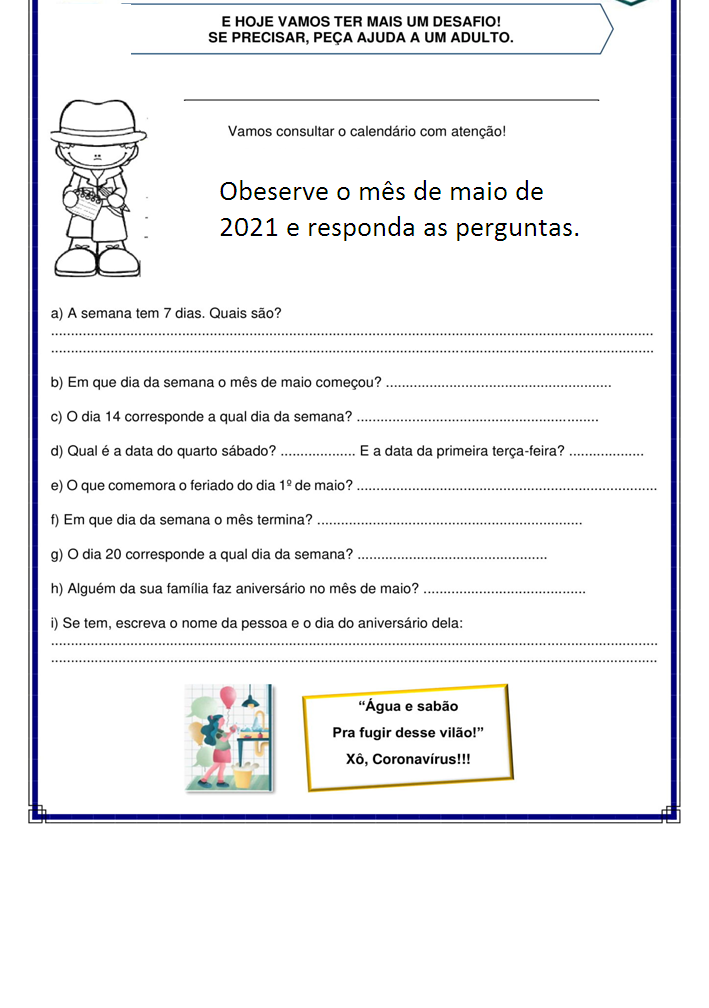 E HOJE VAMOS TER MAIS UM DESAFIO!
SE PRECISAR, PEÇA AJUDA A UM ADULTO.
Vamos consultar o calendário com atenção!
Obeserve o mês de maio de
2021 e responda as perguntas.
a) A semana tem 7 dias. Quais são?
b) Em que dia da semana o mês de maio começou? ........................................................
c) O dia 14 corresponde a qual dia da semana? ............................................................
d) Qual é a data do quarto sábado? ................... E a data da primeira terça-feira? ...................
e) O que comemora o feriado do dia 1º de maio? ...........................................................................
f) Em que dia da semana o mês termina? ..................................................................
g) O dia 20 corresponde a qual dia da semana? ................................................
h) Alguém da sua família faz aniversário no mês de maio? .........................................
i) Se tem, escreva o nome da pessoa e o dia do aniversário dela:
“Água e sabão
Pra fugir desse vilão!”
Xô, Coronavírus!!!